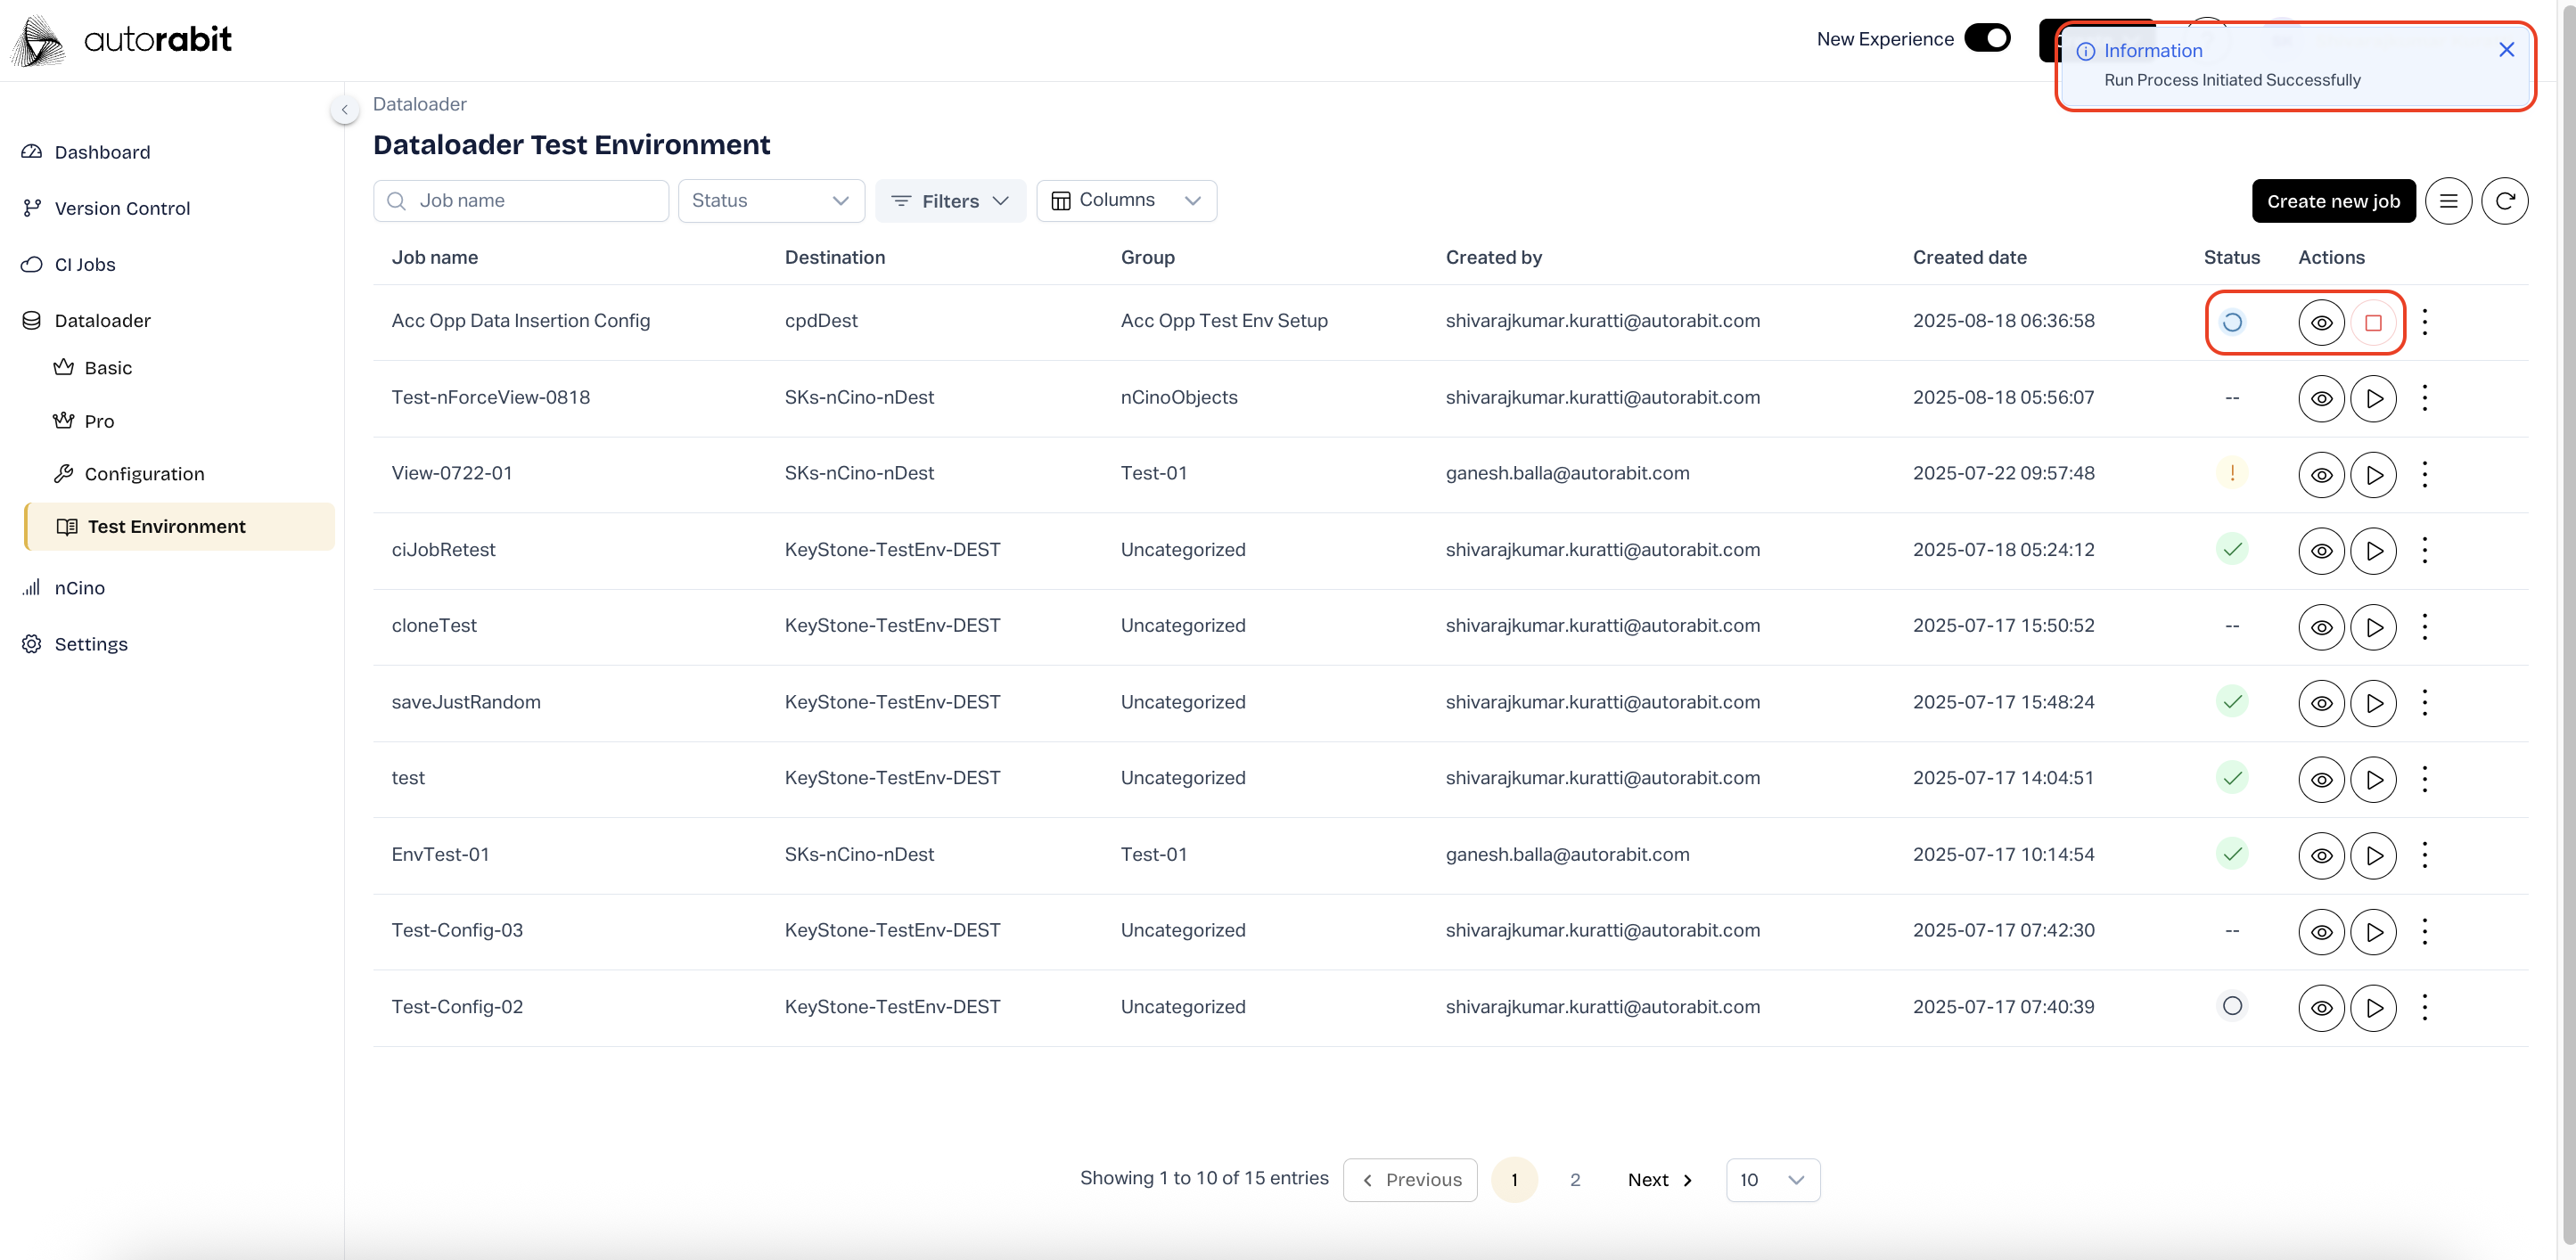 autorabit
New Experience
Information
Run Process Initiated Successfully
Dashboard
Version Control
CI Jobs
Dataloader
Basic
Pro
Configuration
Test Environment
nCino
Settings
Dataloader
Dataloader Test Environment
Job name Status Filters Columns Create new job
Job name Destination Group Created by Created date Status Actions
Acc Opp Data Insertion Config cpdDest Acc Opp Test Env Setup shivarajkumar.kuratti@autorabit.com 2025-08-18 06:36:58
Test-nForceView-0818 SKs-nCino-nDest nCinoObjects shivarajkumar.kuratti@autorabit.com 2025-08-18 05:56:07 --
View-0722-01 SKs-nCino-nDest Test-01 ganesh.balla@autorabit.com 2025-07-22 09:57:48
ciJobRetest KeyStone-TestEnv-DEST Uncategorized shivarajkumar.kuratti@autorabit.com 2025-07-18 05:24:12
cloneTest KeyStone-TestEnv-DEST Uncategorized shivarajkumar.kuratti@autorabit.com 2025-07-17 15:50:52 --
saveJustRandom KeyStone-TestEnv-DEST Uncategorized shivarajkumar.kuratti@autorabit.com 2025-07-17 15:48:24
test KeyStone-TestEnv-DEST Uncategorized shivarajkumar.kuratti@autorabit.com 2025-07-17 14:04:51
EnvTest-01 SKs-nCino-nDest Test-01 ganesh.balla@autorabit.com 2025-07-17 10:14:54
Test-Config-03 KeyStone-TestEnv-DEST Uncategorized shivarajkumar.kuratti@autorabit.com 2025-07-17 07:42:30 --
Test-Config-02 KeyStone-TestEnv-DEST Uncategorized shivarajkumar.kuratti@autorabit.com 2025-07-17 07:40:39
Showing 1 to 10 of 15 entries Previous 1 2 Next 10